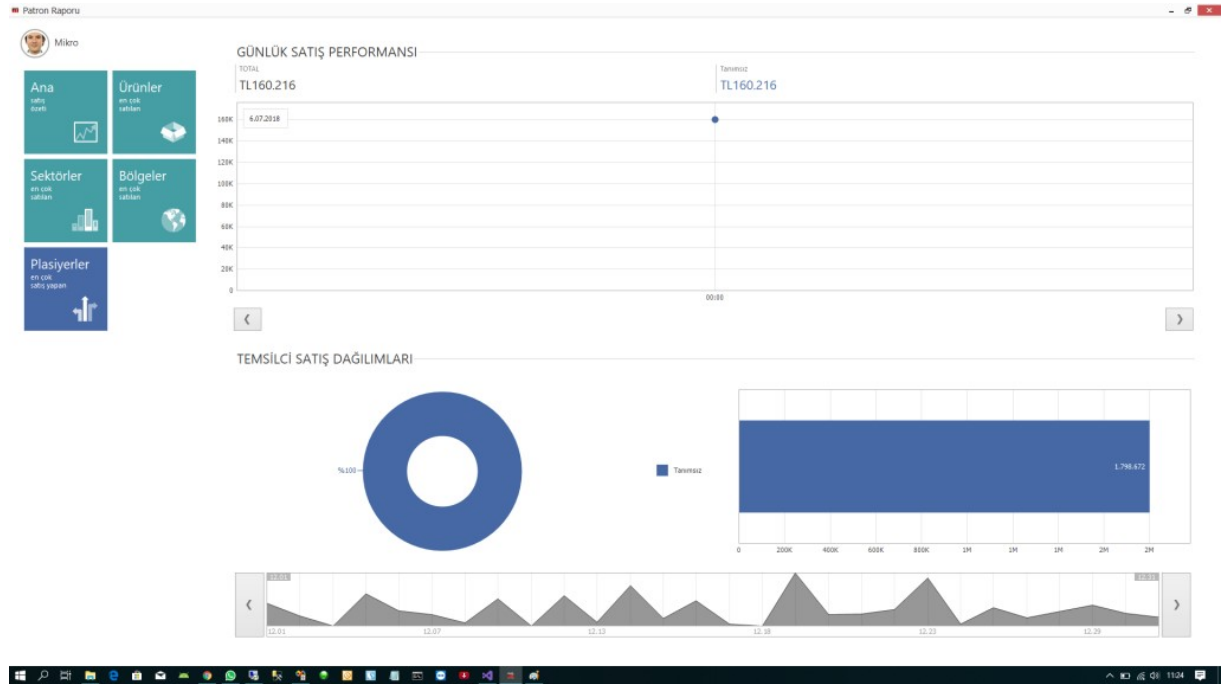 Patron Raporu
Mikro
Ana
satış
özeti
Ürünler
en çok
satılan
Sektörler
en çok
satılan
Bölgeler
en çok
satılan
Plasiyerler
en çok
satış yapan
GÜNLÜK SATIŞ PERFORMANSI
TOTAL
TL160.216
Tanımsız
TL160.216
6.07.2018
160K
140K
120K
100K
80K
60K
40K
20K
0
00:00
TEMSİLCİ SATIŞ DAĞILIMLARI
%100
Tanımsız
1.798.672
0 200K 400K 600K 800K 1M 1M 1M 2M 2M
12.01 12.31
12.01 12.07 12.13 12.18 12.23 12.29
11:24